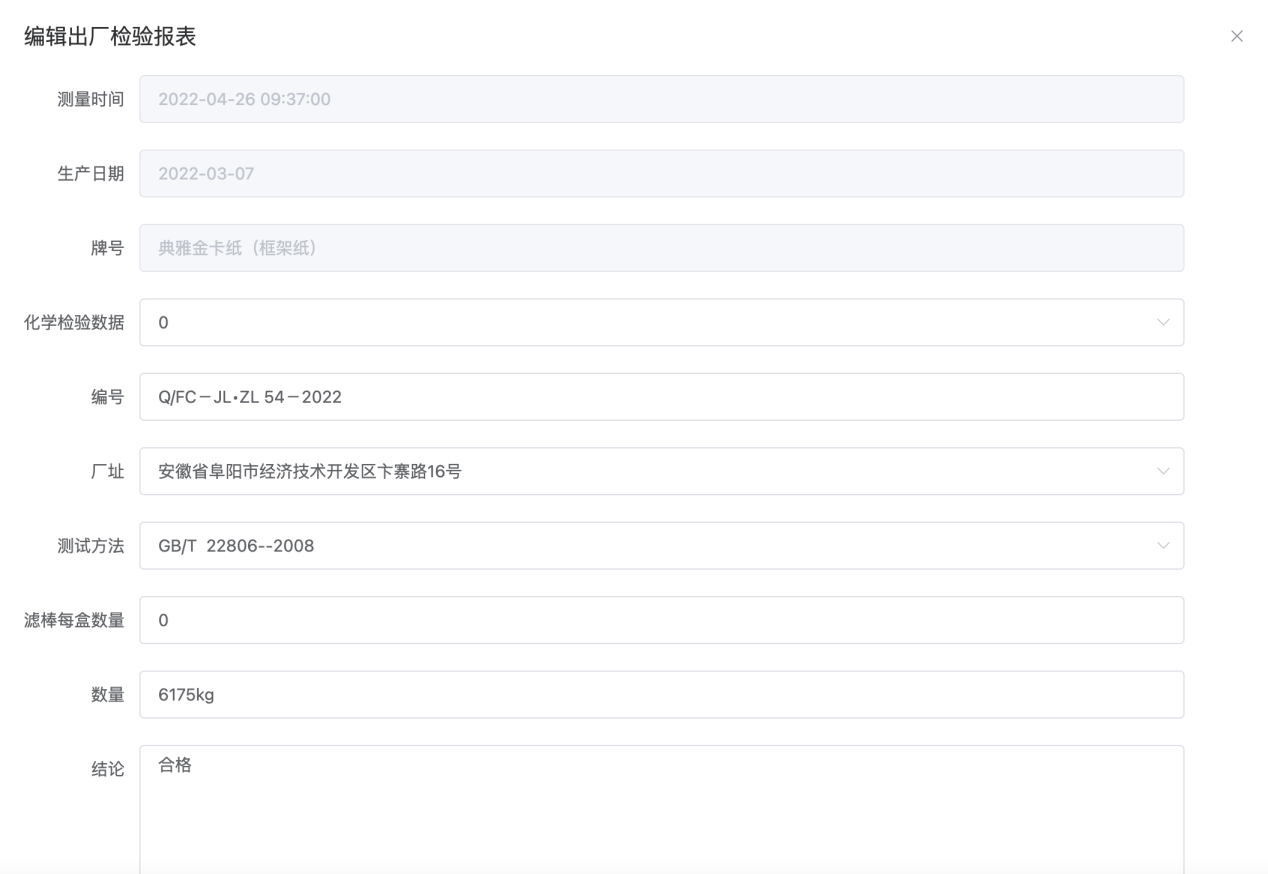 编辑出厂检验报表
测量时间 2022-04-26 09:37:00
生产日期 2022-03-07
牌号 典雅金卡纸（框架纸）
化学检验数据 0
编号 Q/FC－JL•ZL 54－2022
厂址 安徽省阜阳市经济技术开发区卞寨路16号
测试方法 GB/T  22806--2008
滤棒每盒数量 0
数量 6175kg
结论 合格